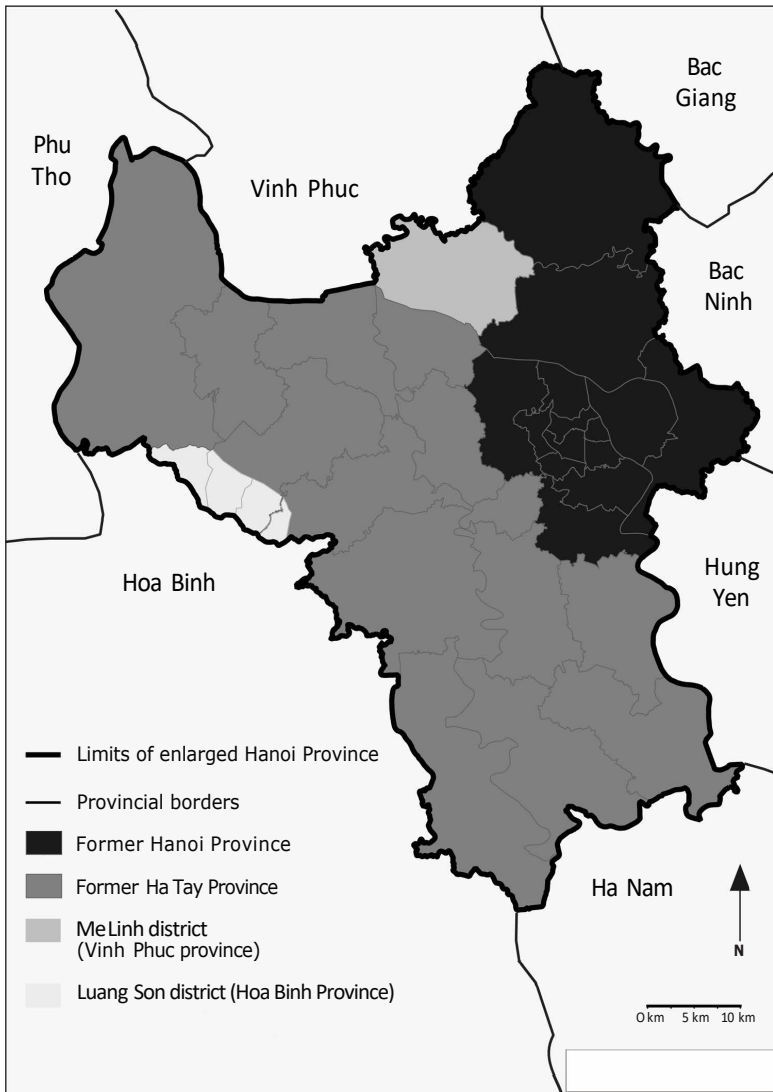 Bac
Giang
Phu
Tho
Vinh Phuc
Bac
Ninh
Hoa Binh
Hung
Yen
Limits of enlarged Hanoi Province
Provincial borders
Former Hanoi Province
Former Ha Tay Province
Me Linh district
(Vinh Phuc province)
Luang Son district (Hoa Binh Province)
Ha Nam
N
0 km 5 km 10 km